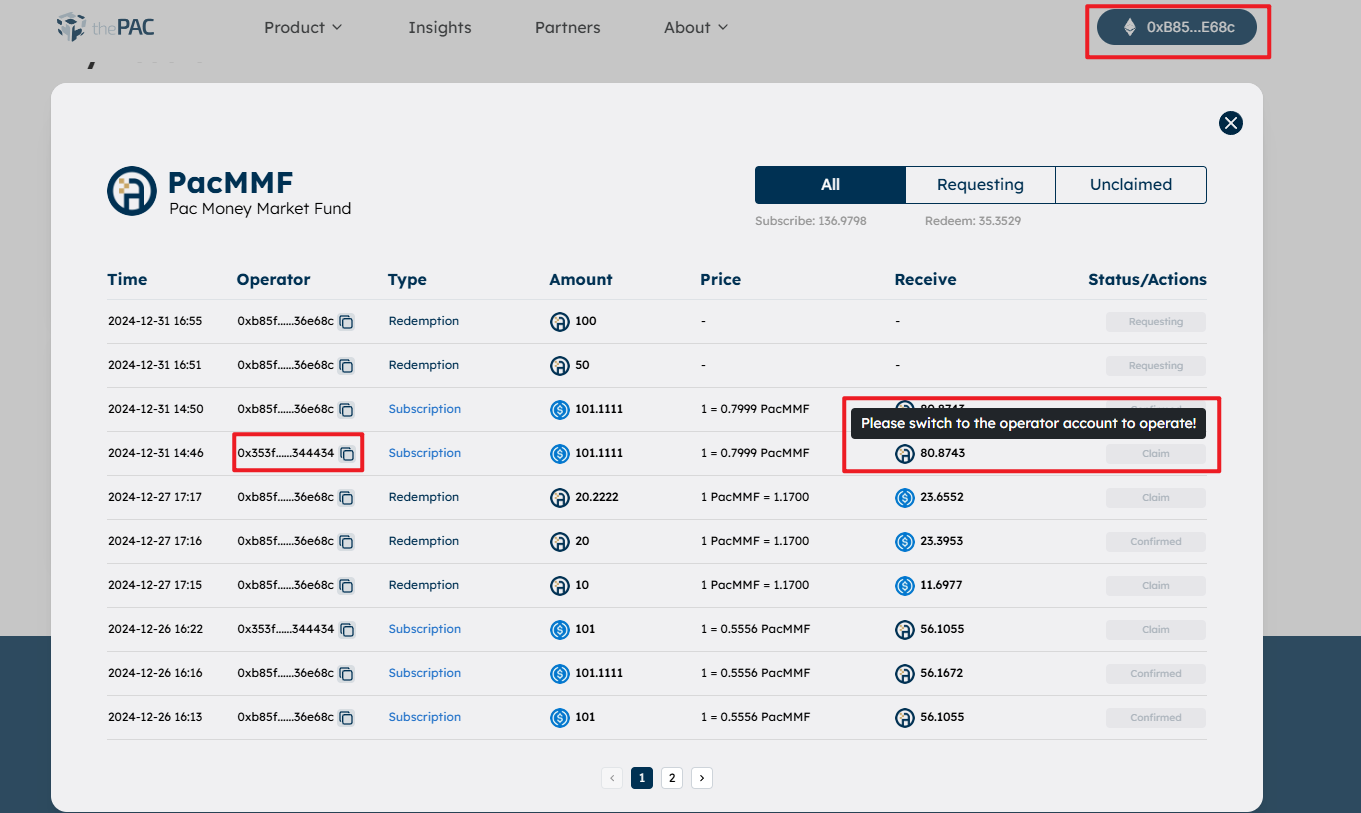 thePAC Product Insights Partners About 0xB85...E68c
PacMMF
Pac Money Market Fund
All Requesting Unclaimed
Subscribe: 136.9798 Redeem: 35.3529
Time Operator Type Amount Price Receive Status/Actions
2024-12-31 16:55 0xb85f......36e68c Redemption 100 - - Requesting
2024-12-31 16:51 0xb85f......36e68c Redemption 50 - - Requesting
2024-12-31 14:50 0xb85f......36e68c Subscription 101.1111 1 = 0.7999 PacMMF
Please switch to the operator account to operate!
2024-12-31 14:46 0x353f......344434 Subscription 101.1111 1 = 0.7999 PacMMF 80.8743 Claim
2024-12-27 17:17 0xb85f......36e68c Redemption 20.2222 1 PacMMF = 1.1700 23.6552 Claim
2024-12-27 17:16 0xb85f......36e68c Redemption 20 1 PacMMF = 1.1700 23.3953 Confirmed
2024-12-27 17:15 0xb85f......36e68c Redemption 10 1 PacMMF = 1.1700 11.6977 Claim
2024-12-26 16:22 0x353f......344434 Subscription 101 1 = 0.5556 PacMMF 56.1055 Claim
2024-12-26 16:16 0xb85f......36e68c Subscription 101.1111 1 = 0.5556 PacMMF 56.1672 Confirmed
2024-12-26 16:13 0xb85f......36e68c Subscription 101 1 = 0.5556 PacMMF 56.1055 Confirmed
< 1 2 >